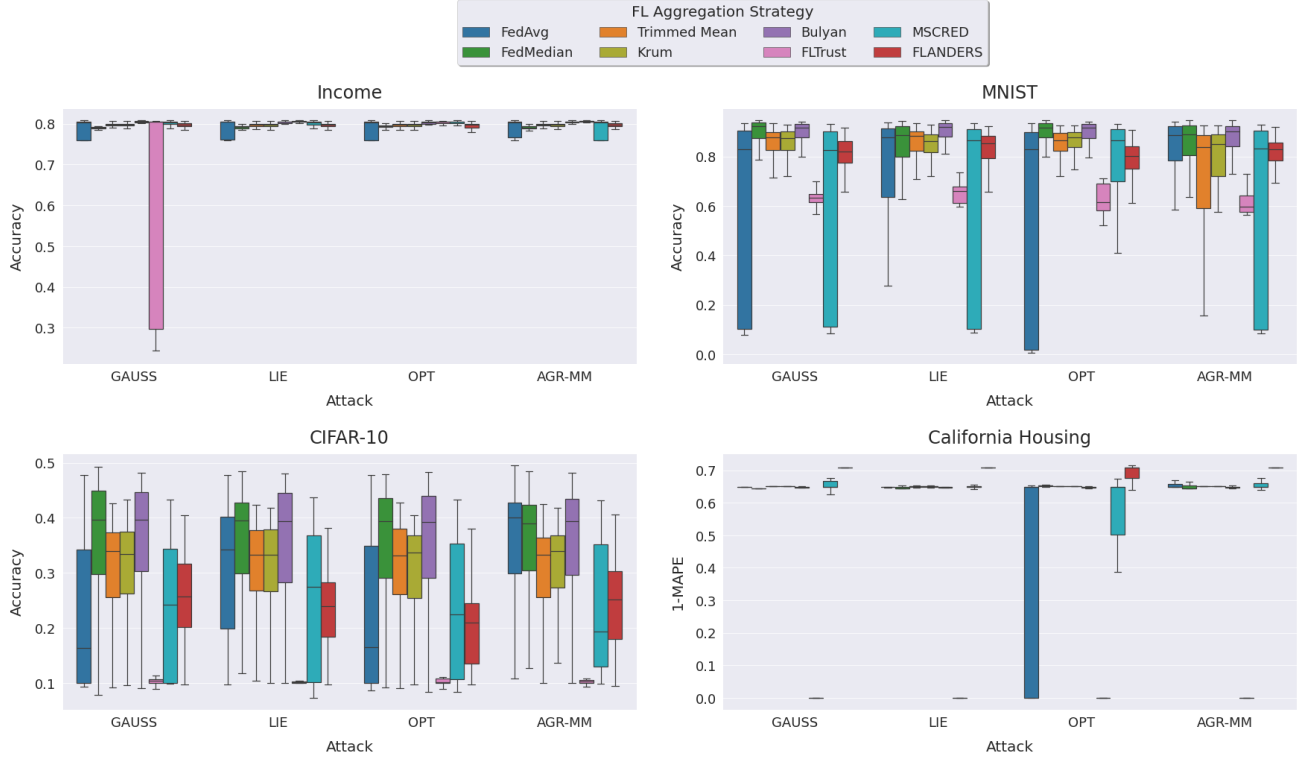 FL Aggregation Strategy
FedAvg Trimmed Mean Bulyan MSCRED
FedMedian Krum FLTrust FLANDERS
Income
0.8
0.7
0.6
0.5
0.4
0.3
Accuracy
GAUSS LIE OPT AGR-MM
Attack
MNIST
0.8
0.6
0.4
0.2
0.0
Accuracy
GAUSS LIE OPT AGR-MM
Attack
CIFAR-10
0.5
0.4
0.3
0.2
0.1
Accuracy
GAUSS LIE OPT AGR-MM
Attack
California Housing
0.7
0.6
0.5
0.4
0.3
0.2
0.1
0.0
1-MAPE
GAUSS LIE OPT AGR-MM
Attack